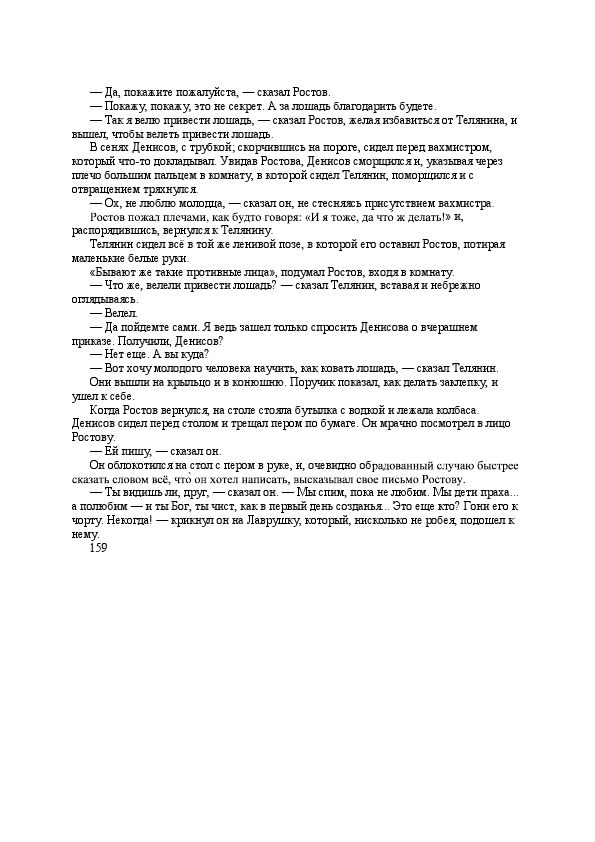 — Да, покажите пожалуйста, — сказал Ростов.
— Покажу, покажу, это не секрет. А за лошадь благодарить будете.
— Так я велю привести лошадь, — сказал Ростов, желая избавиться от Телянина, и
вышел, чтобы велеть привести лошадь.
В сенях Денисов, с трубкой; скорчившись на пороге, сидел перед вахмистром,
который что-то докладывал. Увидав Ростова, Денисов сморщился и, указывая через
плечо большим пальцем в комнату, в которой сидел Телянин, поморщился и с
отвращением тряхнулся.
— Ох, не люблю молодца, — сказал он, не стесняясь присутствием вахмистра.
Ростов пожал плечами, как будто говоря: «И я тоже, да что ж делать!» и,
распорядившись, вернулся к Телянину.
Телянин сидел всё в той же ленивой позе, в которой его оставил Ростов, потирая
маленькие белые руки.
«Бывают же такие противные лица», подумал Ростов, входя в комнату.
— Что же, велели привести лошадь? — сказал Телянин, вставая и небрежно
оглядываясь.
— Велел.
— Да пойдемте сами. Я ведь зашел только спросить Денисова о вчерашнем
приказе. Получили, Денисов?
— Нет еще. А вы куда?
— Вот хочу молодого человека научить, как ковать лошадь, — сказал Телянин.
Они вышли на крыльцо и в конюшню. Поручик показал, как делать заклепку, и
ушел к себе.
Когда Ростов вернулся, на столе стояла бутылка с водкой и лежала колбаса.
Денисов сидел перед столом и трещал пером по бумаге. Он мрачно посмотрел в лицо
Ростову.
— Ей пишу, — сказал он.
Он облокотился на стол с пером в руке, и, очевидно обрадованный случаю быстрее
сказать словом всё, что̀ он хотел написать, высказывал свое письмо Ростову.
— Ты видишь ли, друг, — сказал он. — Мы спим, пока не любим. Мы дети праха...
а полюбим — и ты Бог, ты чист, как в первый день созданья... Это еще кто? Гони его к
чорту. Некогда! — крикнул он на Лаврушку, который, нисколько не робея, подошел к
нему.
159